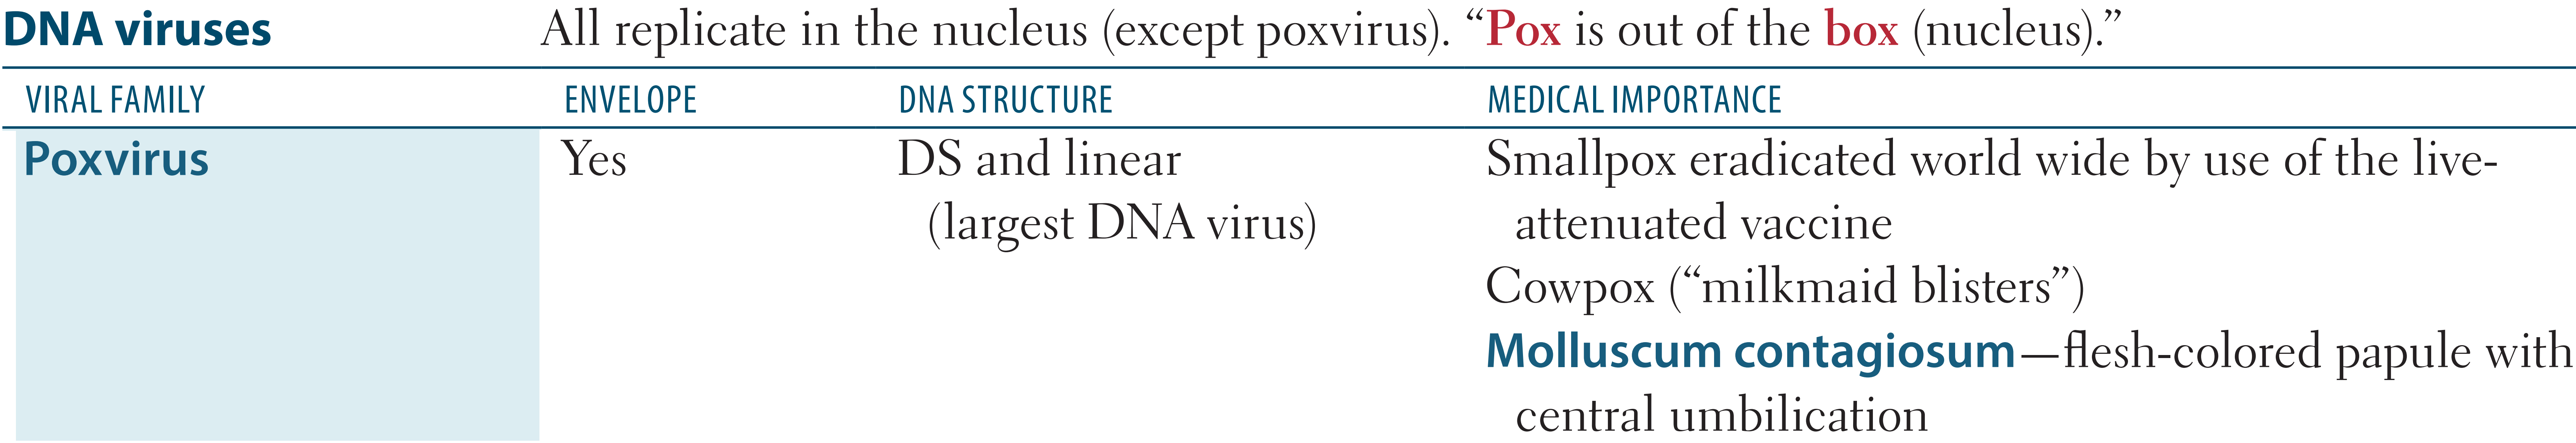 DNA viruses All replicate in the nucleus (except poxvirus). “Pox is out of the box (nucleus).”
VIRAL FAMILY ENVELOPE DNA STRUCTURE MEDICAL IMPORTANCE
Poxvirus Yes DS and linear Smallpox eradicated world wide by use of the live-
(largest DNA virus) attenuated vaccine
Cowpox (“milkmaid blisters”)
Molluscum contagiosum—flesh-colored papule with
central umbilication